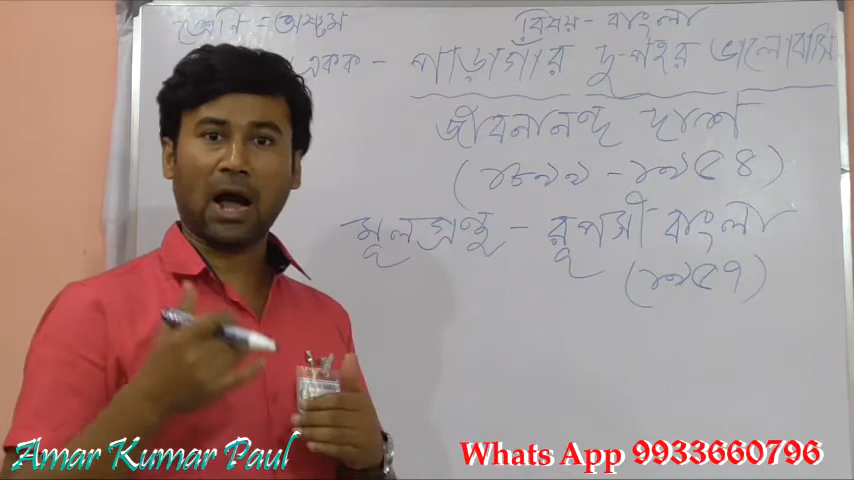 শ্রেণি = অষ্টম বিষয় - বাংলা
একক - পাড়াগাঁর দু-পহর ভালোবাসি
জীবনানন্দ দাশ
(১৮৯৯ - ১৯৫৪)
মূলগ্রন্থ - রূপসী বাংলা
(১৯৫৭)
Amar Kumar Paul Whats App 9933660796